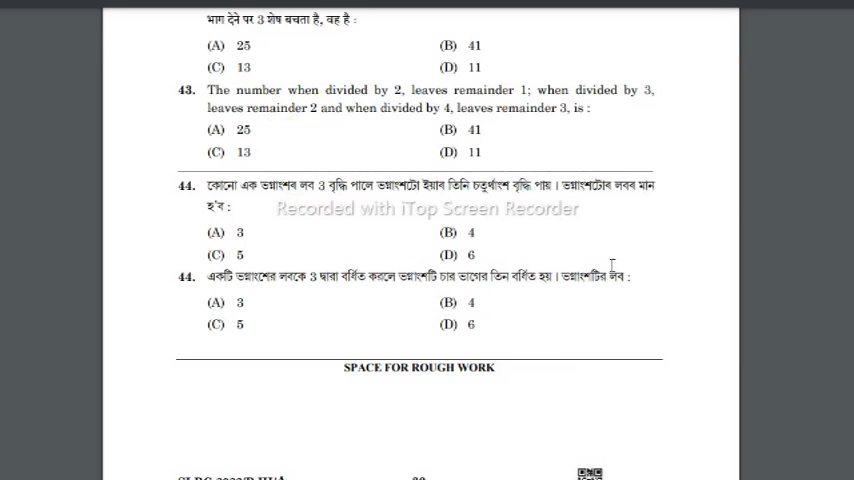 भाग देने पर 3 शेष बचता है, वह है :
(A) 25 (B) 41
(C) 13 (D) 11
43. The number when divided by 2, leaves remainder 1; when divided by 3,
leaves remainder 2 and when divided by 4, leaves remainder 3, is :
(A) 25 (B) 41
(C) 13 (D) 11
44. কোনো এক ভগ্নাংশৰ লব 3 বৃদ্ধি পালে ভগ্নাংশটো ইয়াৰ তিনি চতুৰ্থাংশ বৃদ্ধি পায়। ভগ্নাংশটোৰ লবৰ মান
হ'ব :
Recorded with iTop Screen Recorder
(A) 3 (B) 4
(C) 5 (D) 6
44. একটি ভগ্নাংশের লবকে 3 দ্বারা বর্ধিত করলে ভগ্নাংশটি চার ভাগের তিন বর্ধিত হয়। ভগ্নাংশটির লব :
(A) 3 (B) 4
(C) 5 (D) 6
SPACE FOR ROUGH WORK